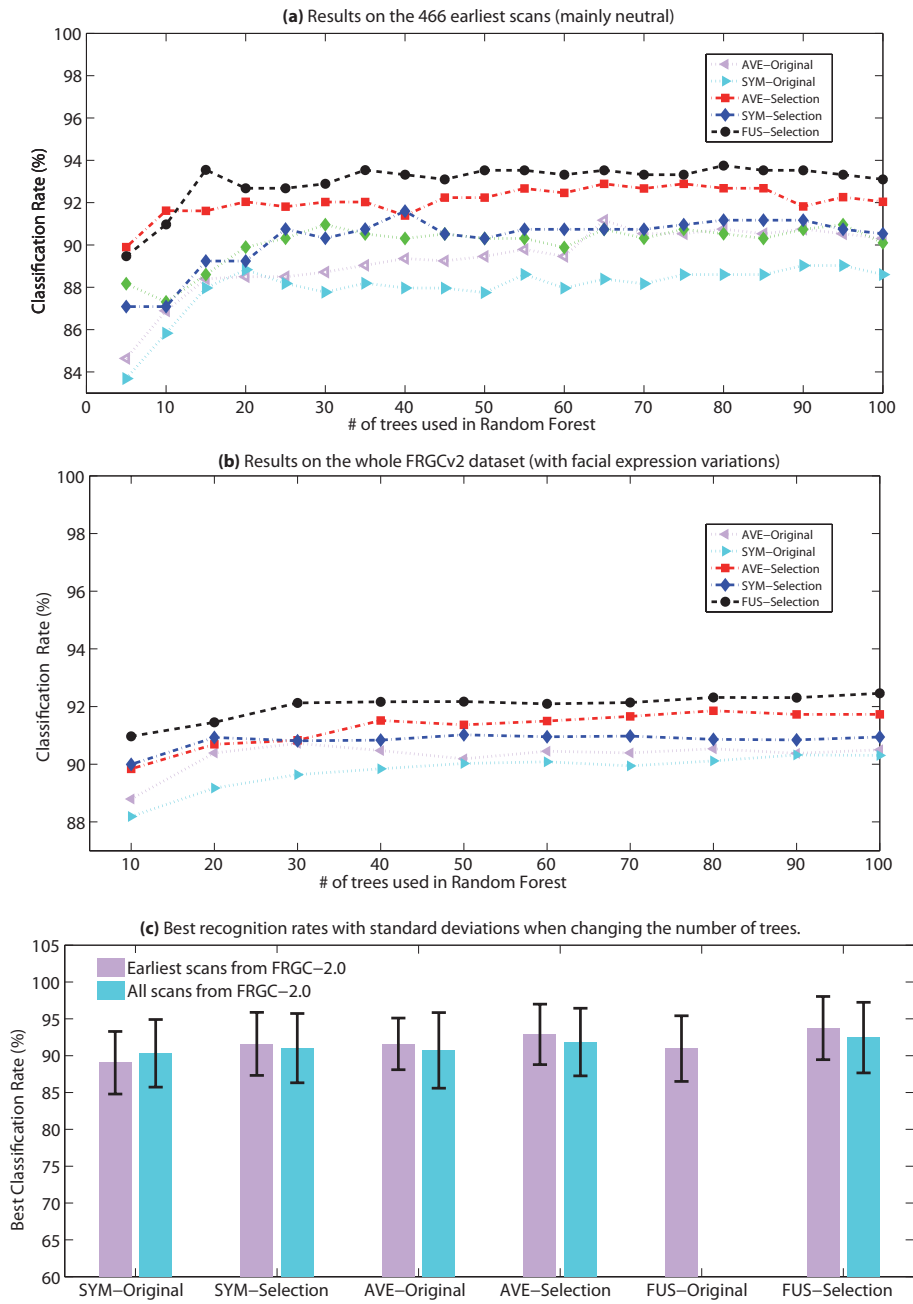 (a) Results on the 466 earliest scans (mainly neutral)
100
98
96
94
92
90
88
86
84
Classification Rate (%)
AVE−Original
SYM−Original
AVE−Selection
SYM−Selection
FUS−Selection
0 10 20 30 40 50 60 70 80 90 100
# of trees used in Random Forest
(b) Results on the whole FRGCv2 dataset (with facial expression variations)
100
98
96
94
92
90
88
Classification Rate (%)
AVE−Original
SYM−Original
AVE−Selection
SYM−Selection
FUS−Selection
10 20 30 40 50 60 70 80 90 100
# of trees used in Random Forest
(c) Best recognition rates with standard deviations when changing the number of trees.
105
100
95
90
85
80
75
70
65
60
Best Classification Rate (%)
Earliest scans from FRGC−2.0
All scans from FRGC−2.0
SYM−Original SYM−Selection AVE−Original AVE−Selection FUS−Original FUS−Selection